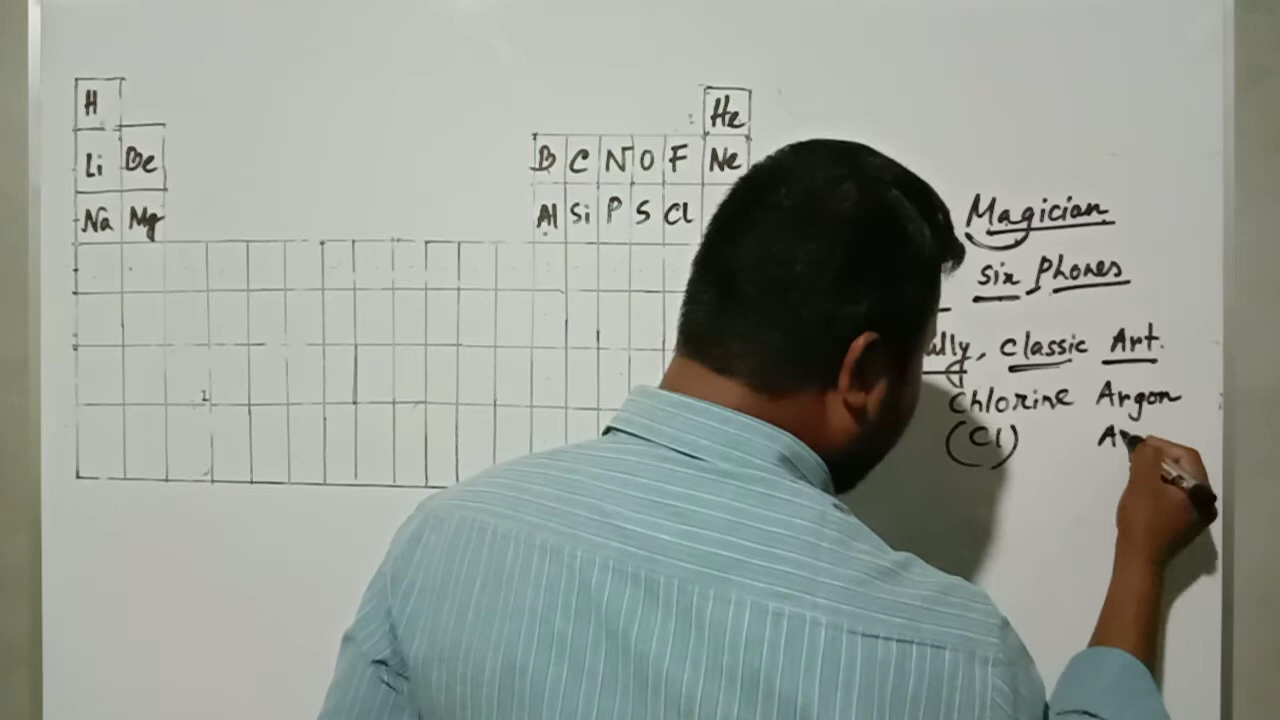 H He
Li Be B C N O F Ne
Na Mg Al Si P S Cl
Magician
Six Phones
ully, Classic Art.
Chlorine Argon
(Cl) A